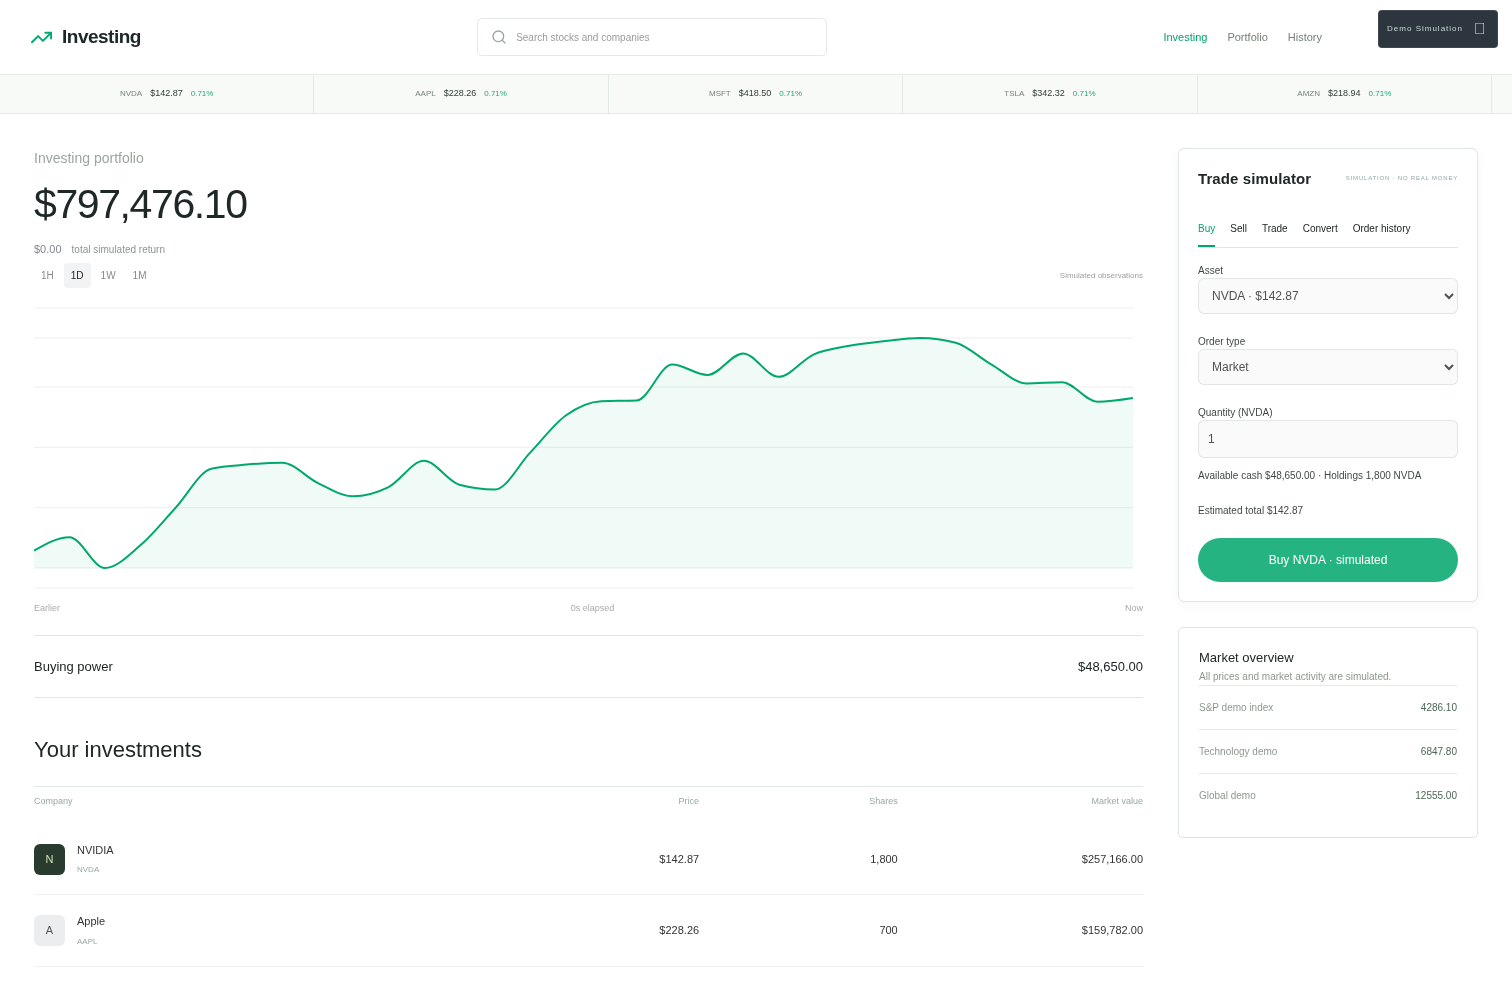 Investing
Search stocks and companies
Investing Portfolio History
Demo Simulation
NVDA $142.87 0.71%
AAPL $228.26 0.71%
MSFT $418.50 0.71%
TSLA $342.32 0.71%
AMZN $218.94 0.71%
Investing portfolio
$797,476.10
$0.00 total simulated return
1H 1D 1W 1M
Simulated observations
Earlier 0s elapsed Now
Buying power $48,650.00
Your investments
Company Price Shares Market value
N NVIDIA
NVDA
$142.87 1,800 $257,166.00
A Apple
AAPL
$228.26 700 $159,782.00
Trade simulator
SIMULATION · NO REAL MONEY
Buy Sell Trade Convert Order history
Asset
NVDA · $142.87
Order type
Market
Quantity (NVDA)
1
Available cash $48,650.00 · Holdings 1,800 NVDA
Estimated total $142.87
Buy NVDA · simulated
Market overview
All prices and market activity are simulated.
S&P demo index 4286.10
Technology demo 6847.80
Global demo 12555.00